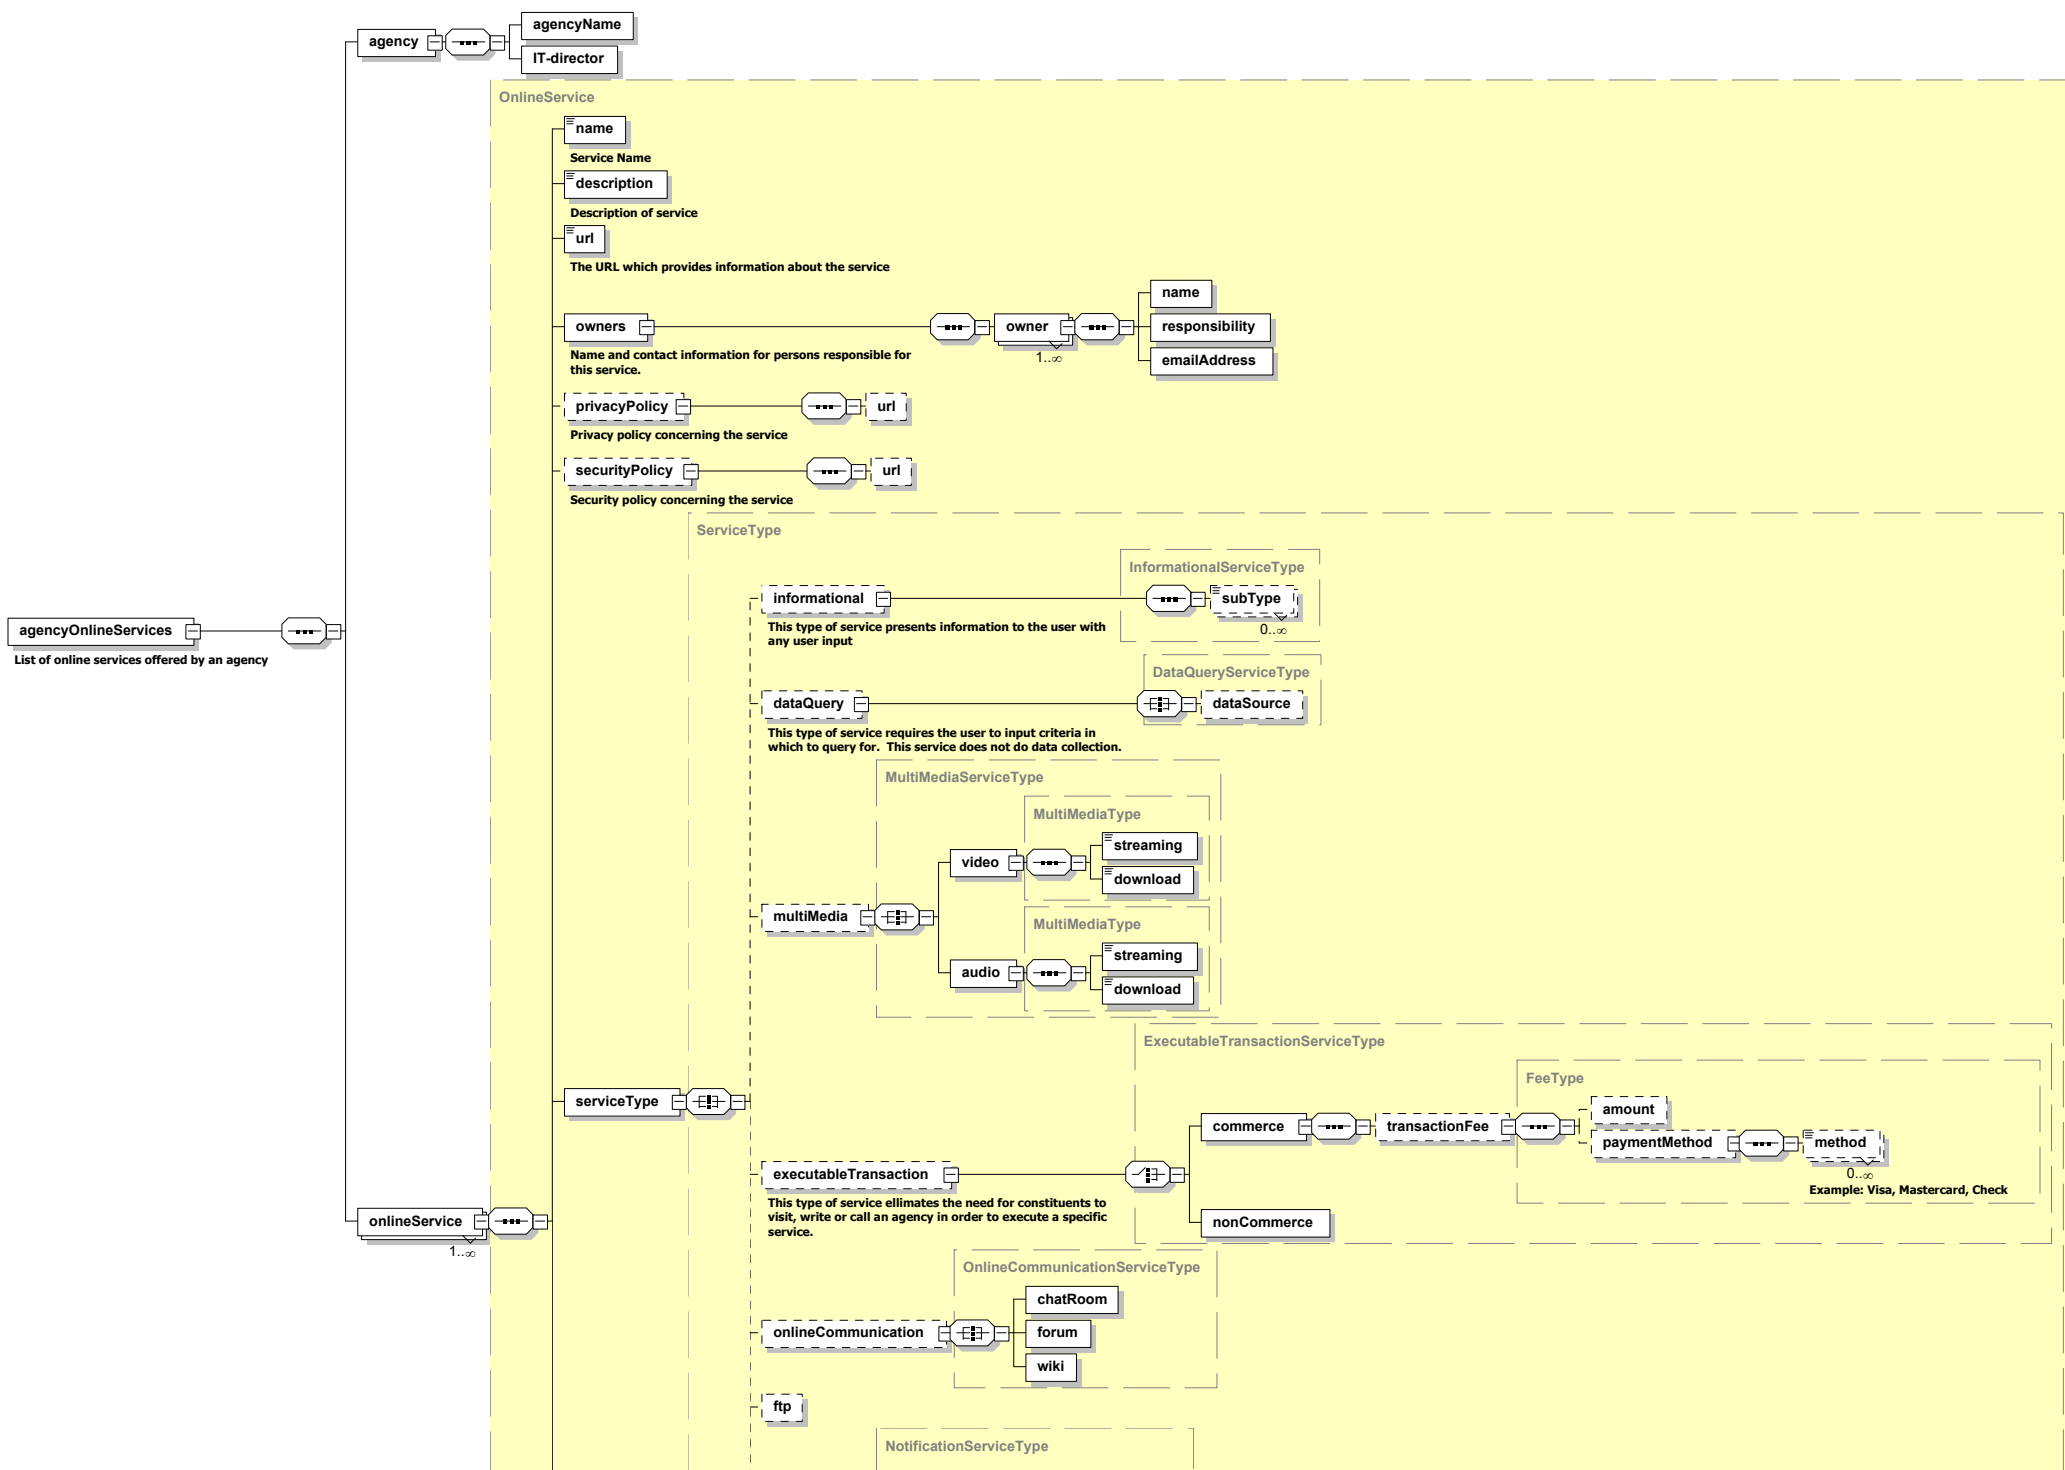 agencyName
agency
IT-director
OnlineService
name
Service Name
description
Description of service
url
The URL which provides information about the service
name
owners
owner
responsibility
1..∞
Name and contact information for persons responsible for
this service.
emailAddress
privacyPolicy
url
Privacy policy concerning the service
securityPolicy
url
Security policy concerning the service
ServiceType
InformationalServiceType
informational
subType
0..∞
This type of service presents information to the user with
any user input
agencyOnlineServices
List of online services offered by an agency
DataQueryServiceType
dataQuery
dataSource
This type of service requires the user to input criteria in
which to query for.  This service does not do data collection.
MultiMediaServiceType
MultiMediaType
streaming
video
download
multiMedia
MultiMediaType
streaming
audio
download
ExecutableTransactionServiceType
FeeType
serviceType
amount
commerce
transactionFee
paymentMethod
method
0..∞
Example: Visa, Mastercard, Check
executableTransaction
This type of service ellimates the need for constituents to
visit, write or call an agency in order to execute a specific
service.
onlineService
1..∞
nonCommerce
OnlineCommunicationServiceType
chatRoom
onlineCommunication
forum
wiki
ftp
NotificationServiceType